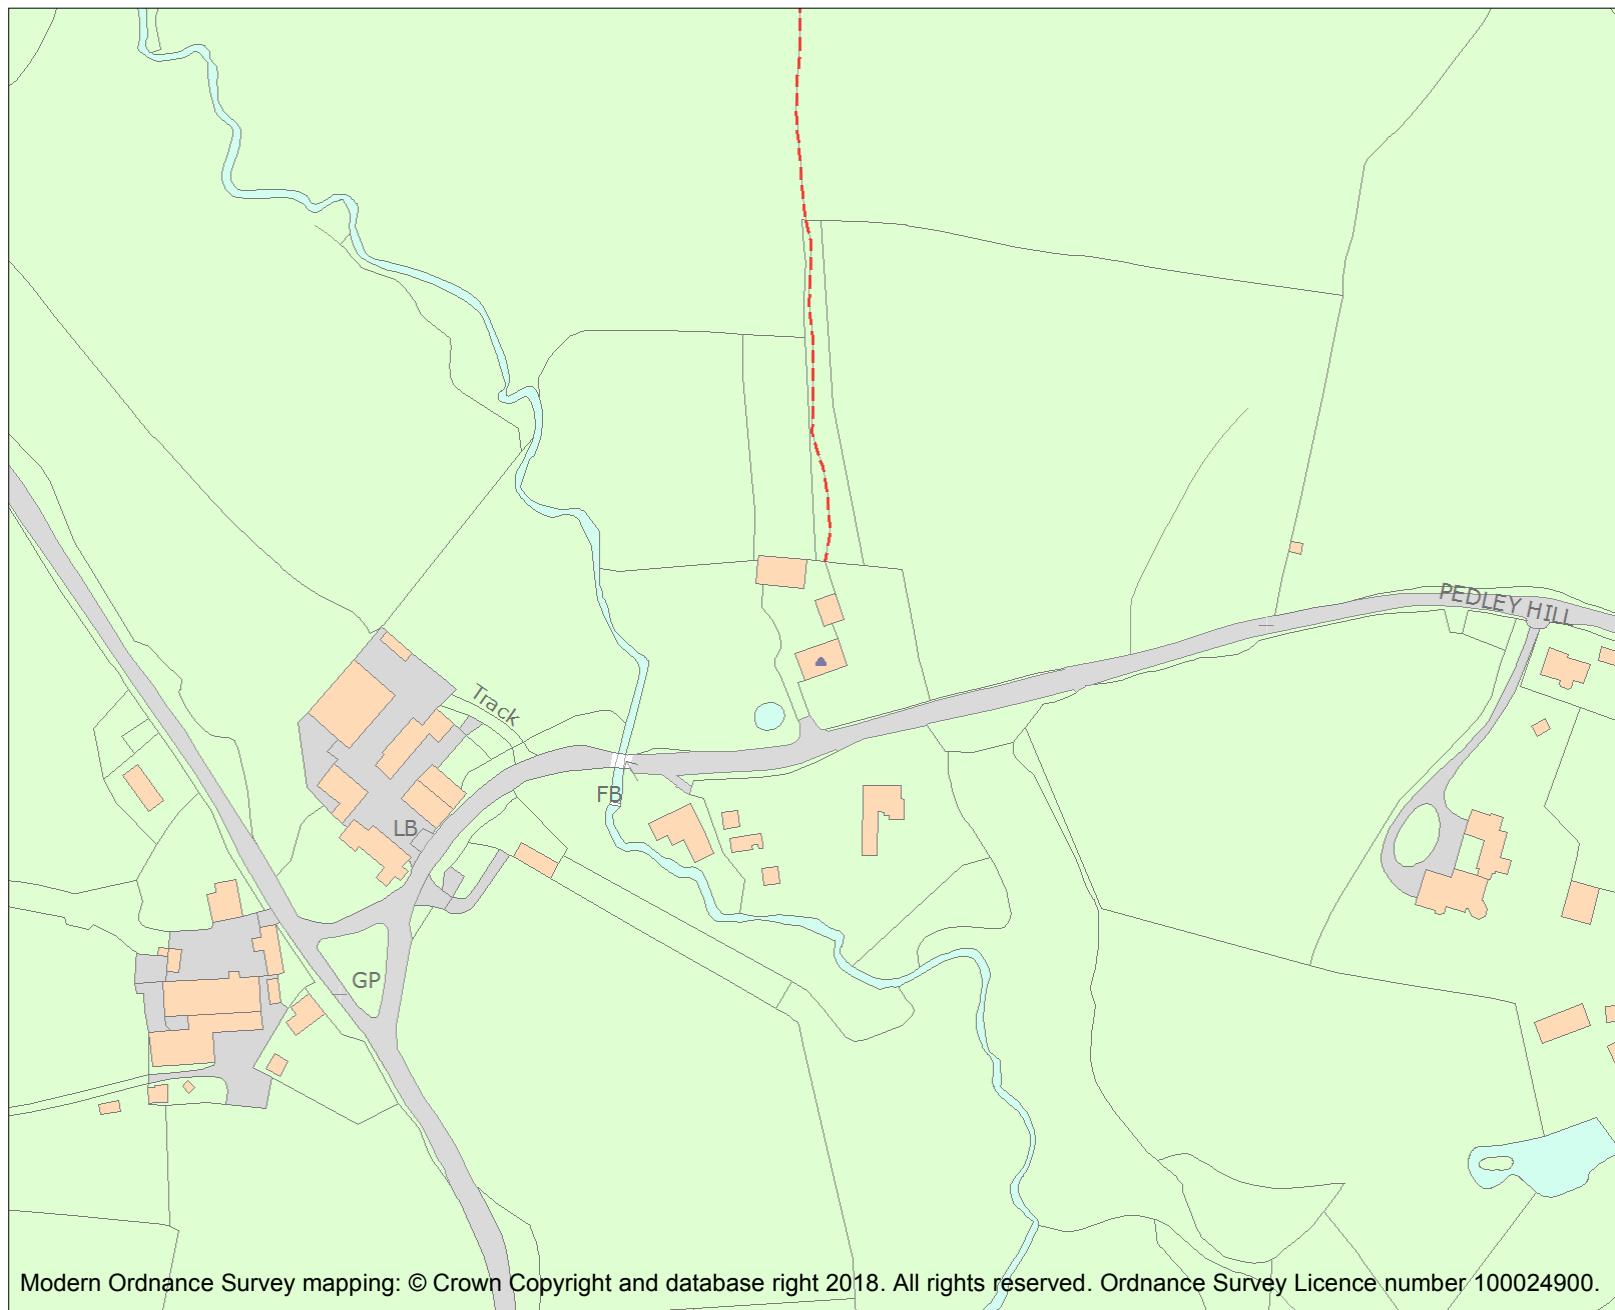 PEDLEY HILL
Track
FB
LB
GP
Modern Ordnance Survey mapping: © Crown Copyright and database right 2018. All rights reserved. Ordnance Survey Licence number 100024900.